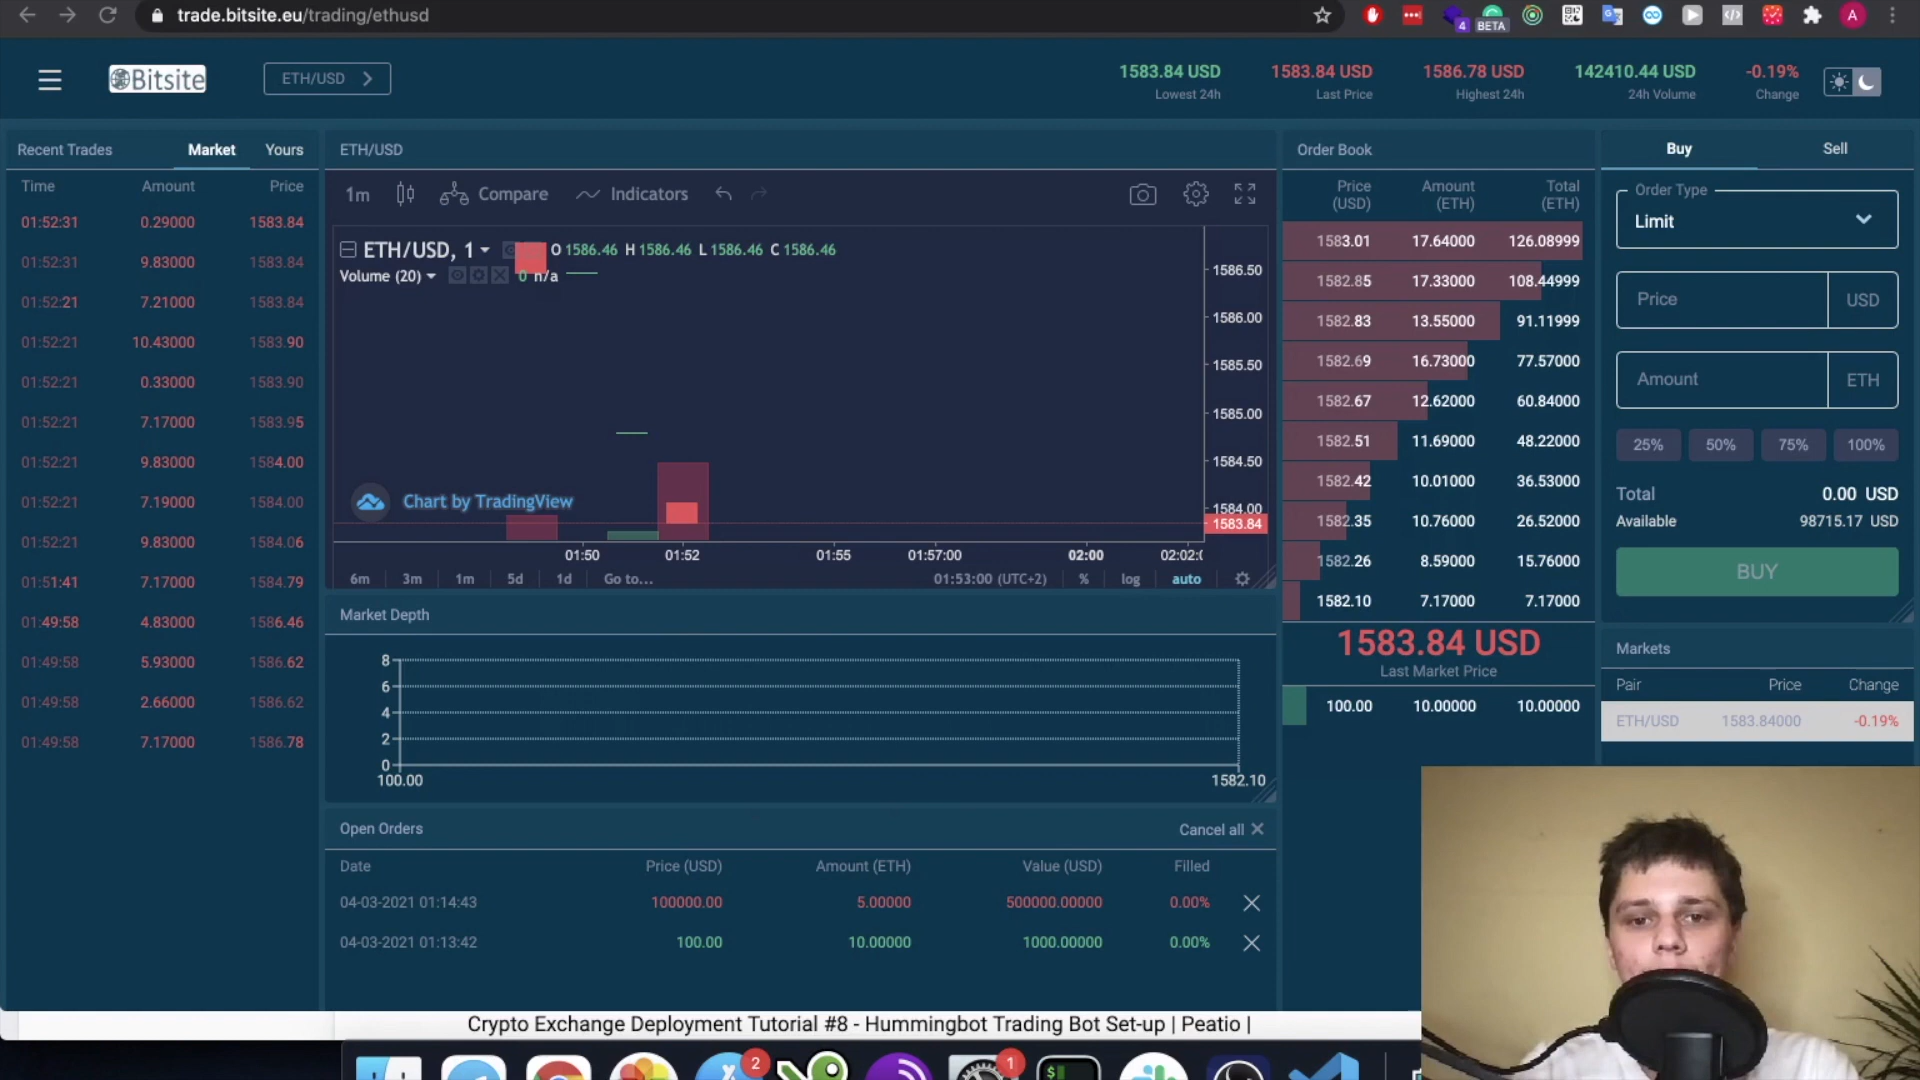 trade.bitsite.eu/trading/ethusd
4
BETA
A
Bitsite
ETH/USD
1583.84 USD
Lowest 24h
1583.84 USD
Last Price
1586.78 USD
Highest 24h
142410.44 USD
24h Volume
-0.19%
Change
Recent Trades
Market
Yours
Time Amount Price
01:52:31 0.29000 1583.84
01:52:31 9.83000 1583.84
01:52:21 7.21000 1583.84
01:52:21 10.43000 1583.90
01:52:21 0.33000 1583.90
01:52:21 7.17000 1583.95
01:52:21 9.83000 1584.00
01:52:21 7.19000 1584.00
01:52:21 9.83000 1584.06
01:51:41 7.17000 1584.79
01:49:58 4.83000 1586.46
01:49:58 5.93000 1586.62
01:49:58 2.66000 1586.62
01:49:58 7.17000 1586.78
ETH/USD
1m Compare Indicators
ETH/USD, 1 O 1586.46 H 1586.46 L 1586.46 C 1586.46
Volume (20) 0 n/a
1586.50
1586.00
1585.50
1585.00
1584.50
1584.00
1583.84
Chart by TradingView
01:50 01:52 01:55 01:57:00 02:00 02:02:0
6m 3m 1m 5d 1d Go to... 01:53:00 (UTC+2) % log auto
Market Depth
8
6
4
2
0
100.00 1582.10
Open Orders
Cancel all
Date Price (USD) Amount (ETH) Value (USD) Filled
04-03-2021 01:14:43 100000.00 5.00000 500000.00000 0.00%
04-03-2021 01:13:42 100.00 10.00000 1000.00000 0.00%
Order Book
Price Amount Total
(USD) (ETH) (ETH)
1583.01 17.64000 126.08999
1582.85 17.33000 108.44999
1582.83 13.55000 91.11999
1582.69 16.73000 77.57000
1582.67 12.62000 60.84000
1582.51 11.69000 48.22000
1582.42 10.01000 36.53000
1582.35 10.76000 26.52000
1582.26 8.59000 15.76000
1582.10 7.17000 7.17000
1583.84 USD
Last Market Price
100.00 10.00000 10.00000
Buy
Sell
Order Type
Limit
Price USD
Amount ETH
25% 50% 75% 100%
Total 0.00 USD
Available 98715.17 USD
BUY
Markets
Pair Price Change
ETH/USD 1583.84000 -0.19%
Crypto Exchange Deployment Tutorial #8 - Hummingbot Trading Bot Set-up | Peatio |
2
1
$